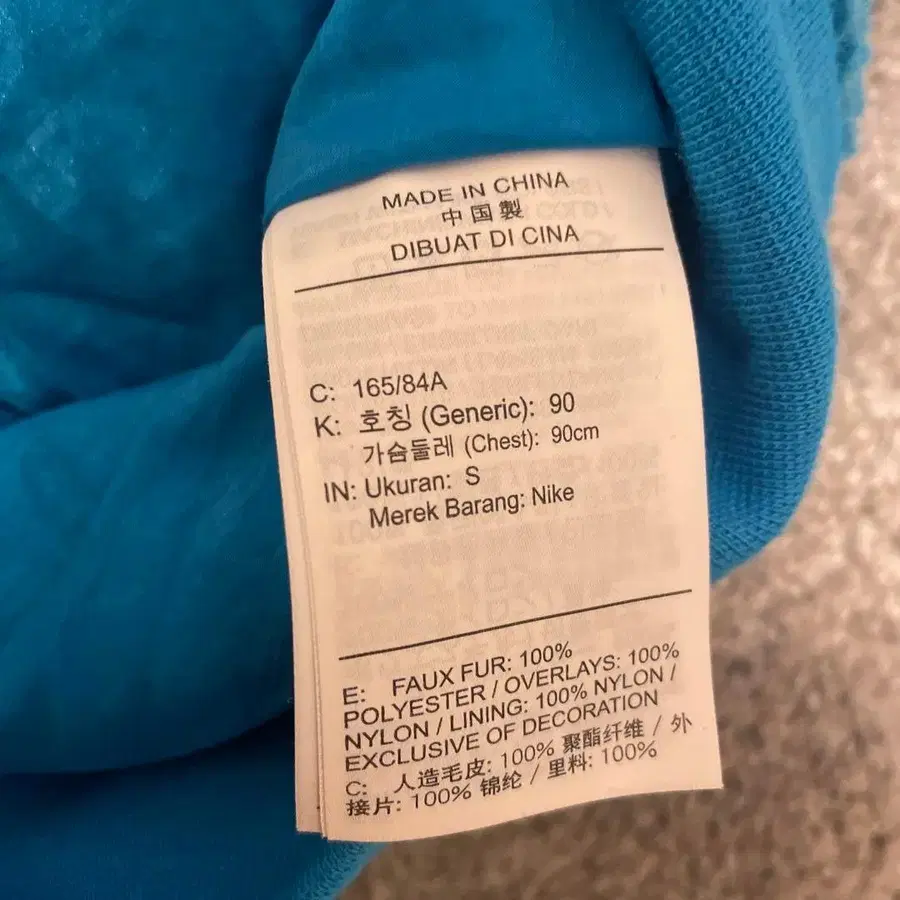 MADE IN CHINA
中国製
DIBUAT DI CINA
C: 165/84A
K: 호칭 (Generic): 90
가슴둘레 (Chest): 90cm
IN: Ukuran: S
Merek Barang: Nike
E: FAUX FUR: 100%
POLYESTER / OVERLAYS: 100%
NYLON / LINING: 100% NYLON /
EXCLUSIVE OF DECORATION
C: 人造毛皮: 100% 聚酯纤维 / 外
接片: 100% 锦纶 / 里料: 100%